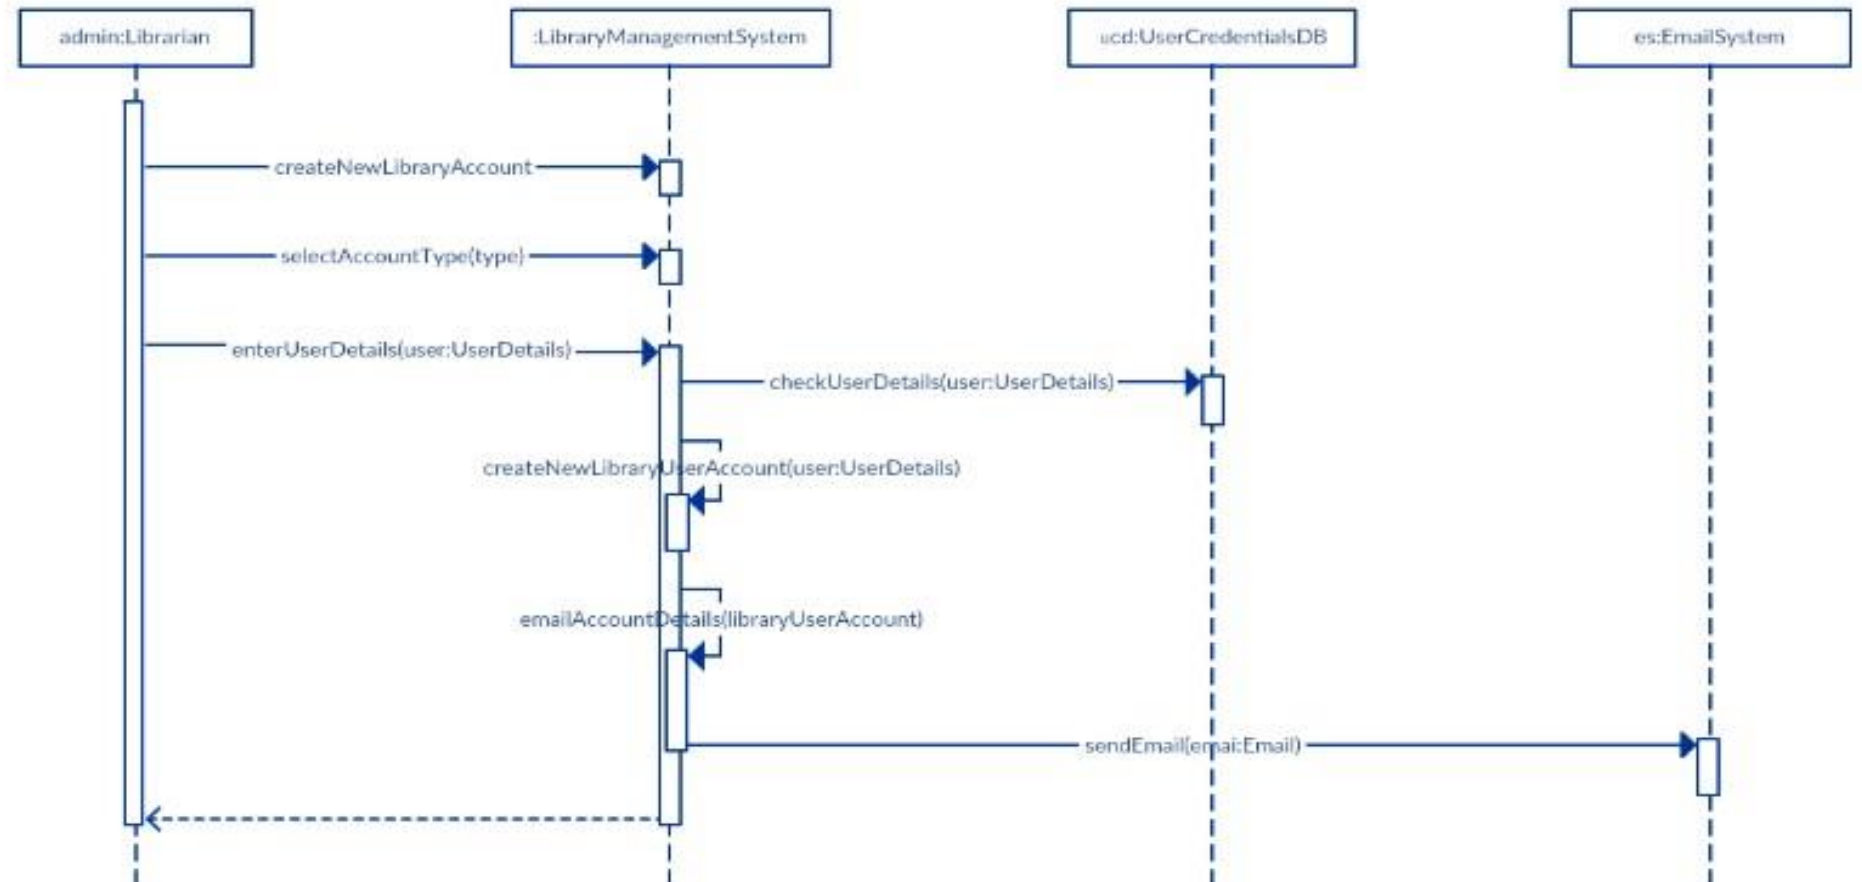 admin:Librarian
:LibraryManagementSystem
ucd:UserCredentialsDB
es:EmailSystem
createNewLibraryAccount
selectAccountType(type)
enterUserDetails(user:UserDetails)
checkUserDetails(user:UserDetails)
createNewLibraryUserAccount(user:UserDetails)
emailAccountDetails(libraryUserAccount)
sendEmail(emai:Email)